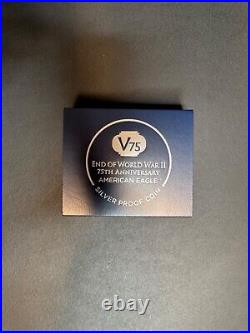 V75
END OF WORLD WAR II
75TH ANNIVERSARY
AMERICAN EAGLE
SILVER PROOF COIN